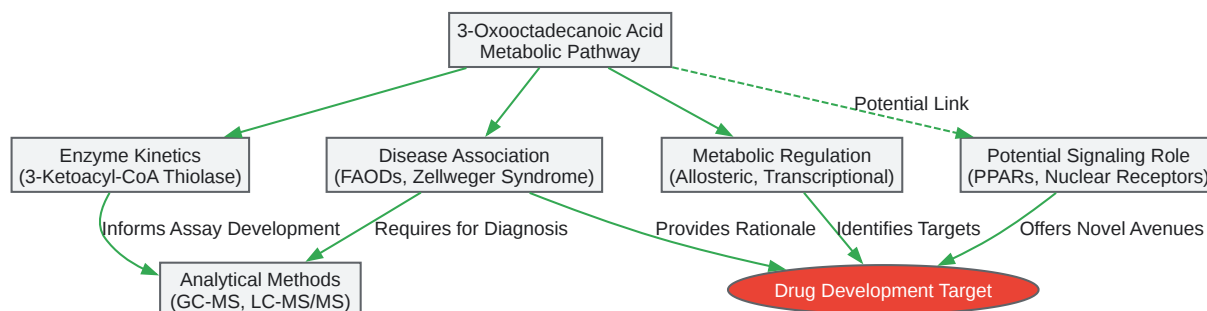 3-Oxooctadecanoic Acid
Metabolic Pathway
Potential Link
Enzyme Kinetics
(3-Ketoacyl-CoA Thiolase)
Disease Association
(FAODs, Zellweger Syndrome)
Metabolic Regulation
(Allosteric, Transcriptional)
Potential Signaling Role
(PPARs, Nuclear Receptors)
Informs Assay Development
Requires for Diagnosis
Provides Rationale
Identifies Targets
Offers Novel Avenues
Analytical Methods
(GC-MS, LC-MS/MS)
Drug Development Target